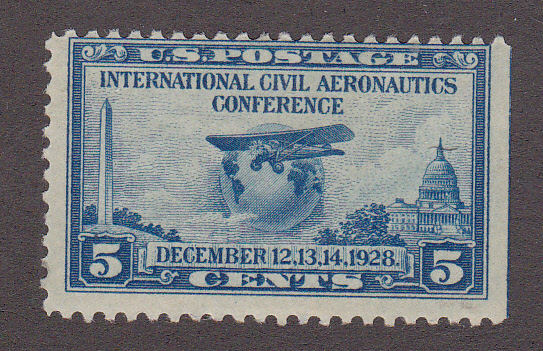 U.S. POSTAGE
INTERNATIONAL CIVIL AERONAUTICS
CONFERENCE
5 DECEMBER 12,13,14,1928 5
CENTS